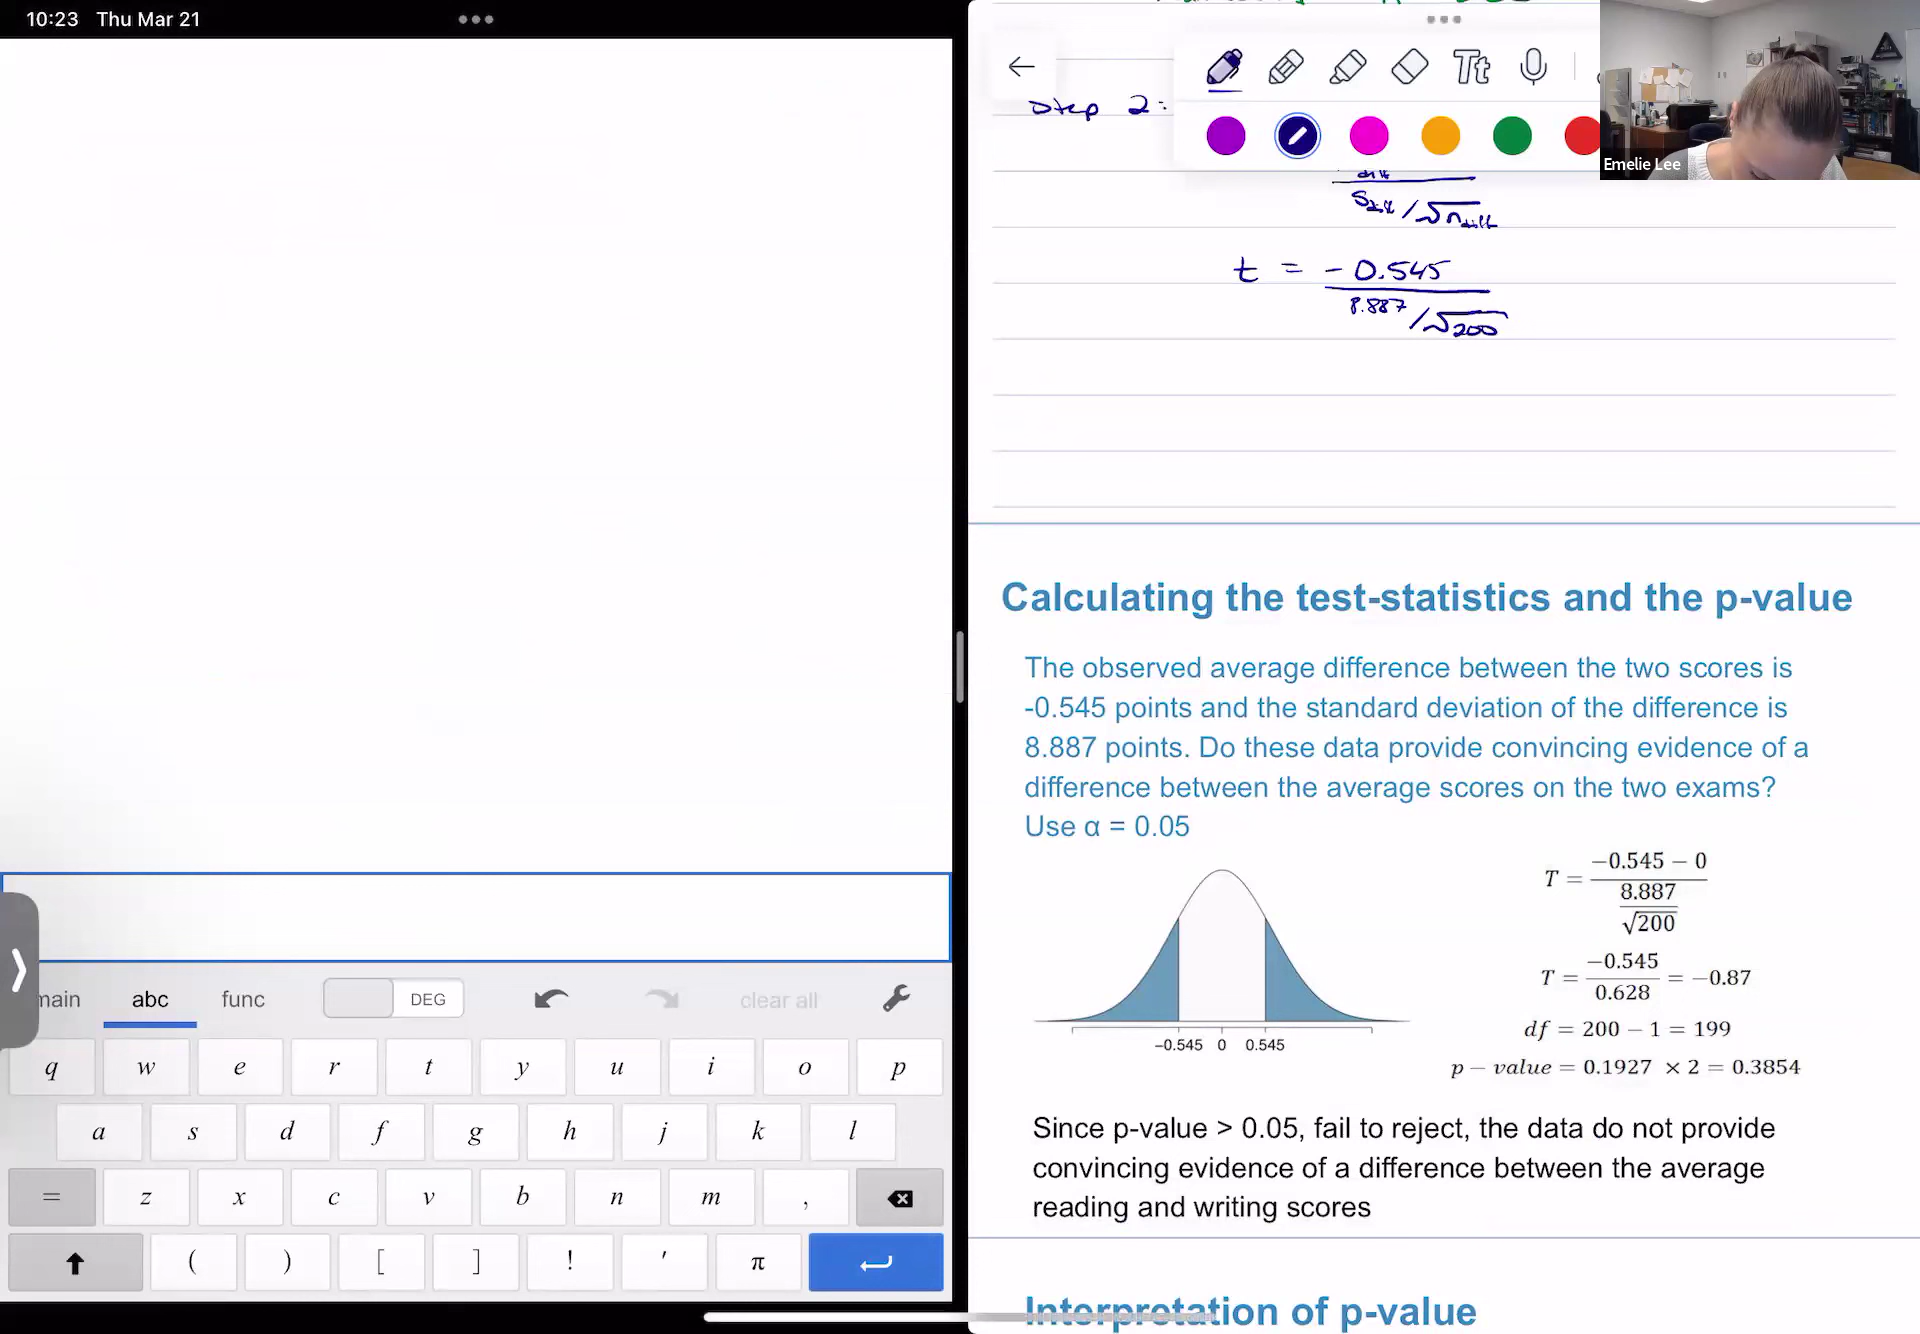 10:23 Thu Mar 21
main abc func DEG clear all
q w e r t y u i o p
a s d f g h j k l
= z x c v b n m ,
( ) [ ] ! ' π
Tt
Emelie Lee
Step 2:
diff
Sdiff / √ndiff
t = - 0.545
8.887 / √200
Calculating the test-statistics and the p-value
The observed average difference between the two scores is
-0.545 points and the standard deviation of the difference is
8.887 points. Do these data provide convincing evidence of a
difference between the average scores on the two exams?
Use α = 0.05
−0.545 0 0.545
T = −0.545 − 0
8.887
√200
T = −0.545
0.628
= −0.87
df = 200 − 1 = 199
p − value = 0.1927 × 2 = 0.3854
Since p-value > 0.05, fail to reject, the data do not provide
convincing evidence of a difference between the average
reading and writing scores
Interpretation of p-value